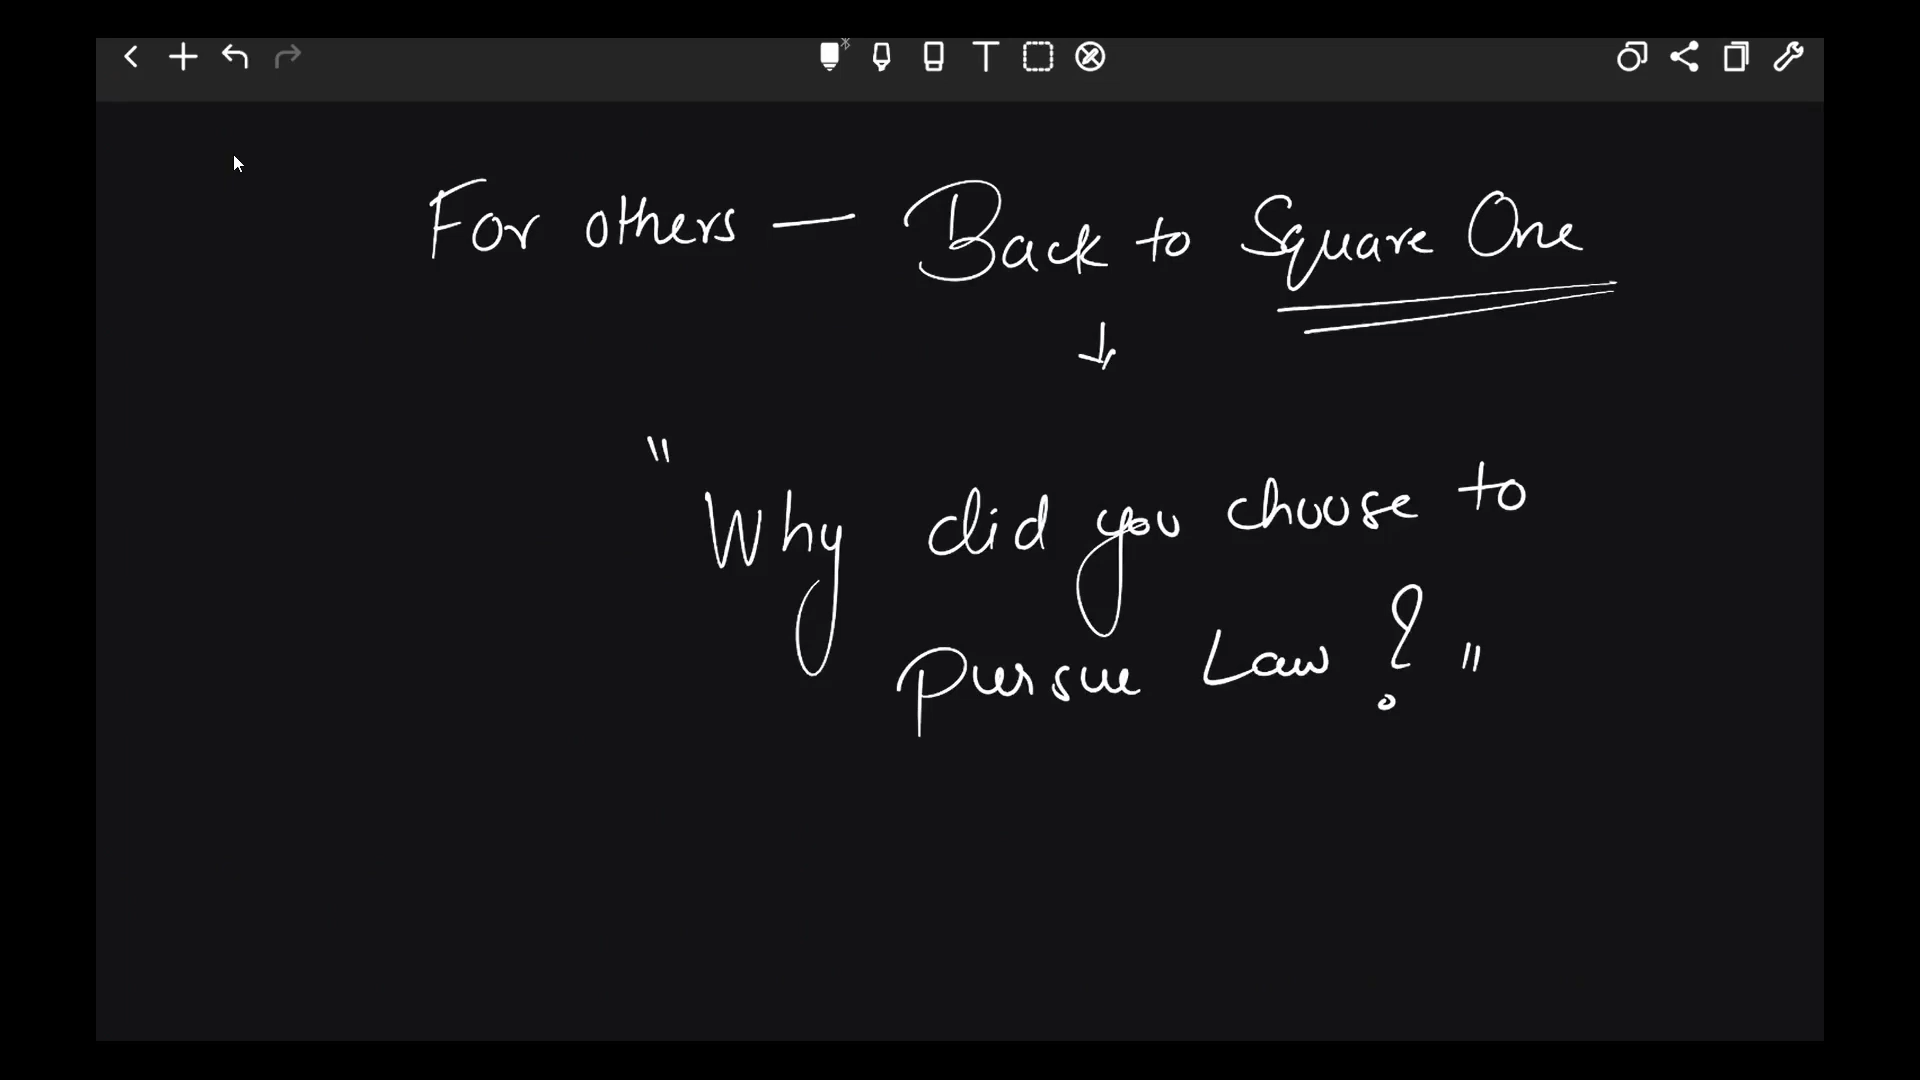 For others — Back to Square One
↓
"Why did you choose to
pursue Law?"